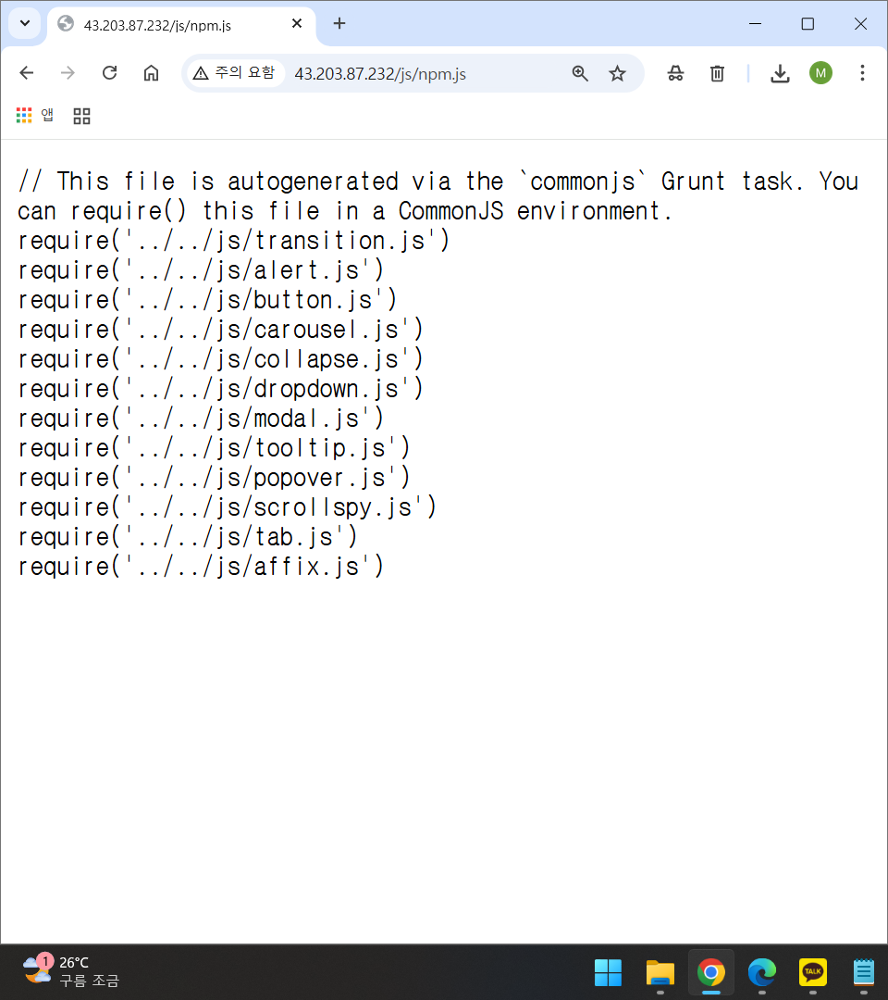 43.203.87.232/js/npm.js
주의 요함
43.203.87.232/js/npm.js
M
앱
// This file is autogenerated via the `commonjs` Grunt task. You
can require() this file in a CommonJS environment.
require('../../js/transition.js')
require('../../js/alert.js')
require('../../js/button.js')
require('../../js/carousel.js')
require('../../js/collapse.js')
require('../../js/dropdown.js')
require('../../js/modal.js')
require('../../js/tooltip.js')
require('../../js/popover.js')
require('../../js/scrollspy.js')
require('../../js/tab.js')
require('../../js/affix.js')
1
26°C
구름 조금
TALK